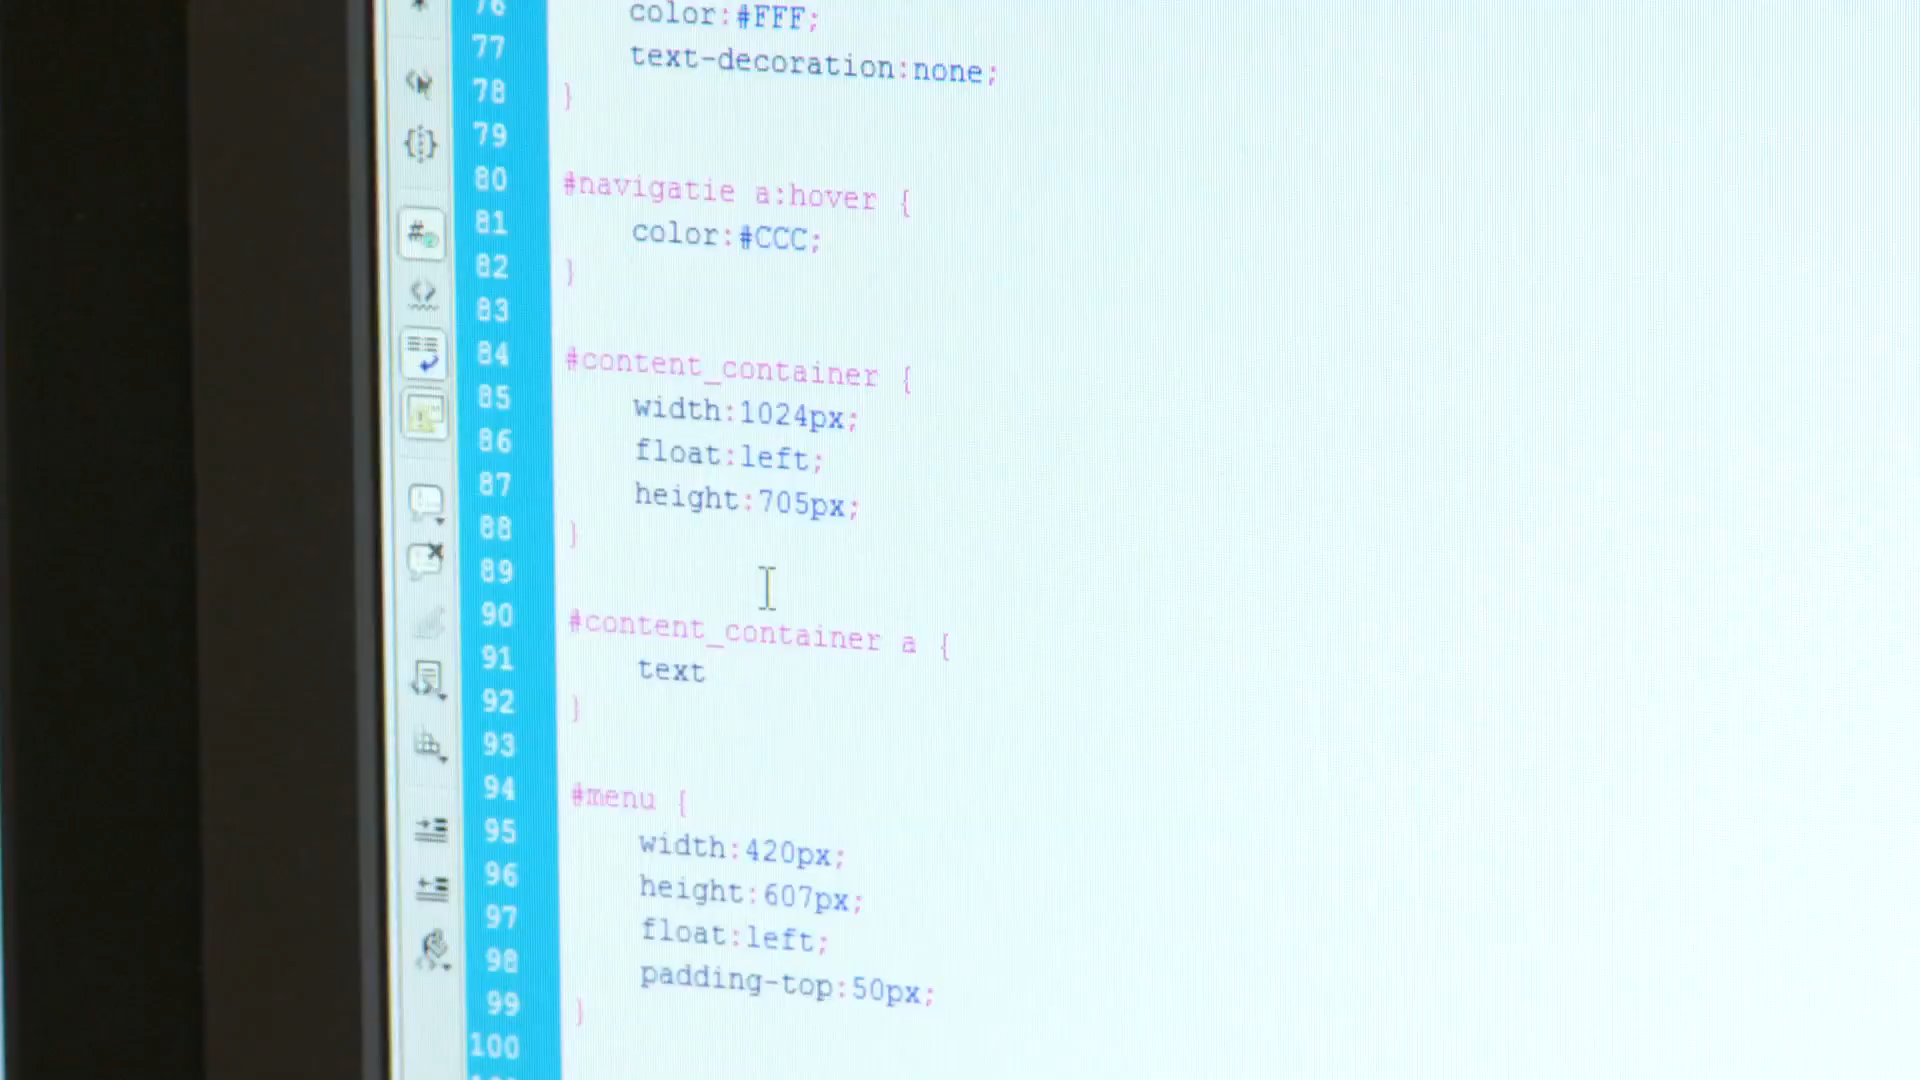 76 color:#FFF;
77 text-decoration:none;
78 }
79
80 #navigatie a:hover {
81 color:#CCC;
82 }
83
84 #content_container {
85 width:1024px;
86 float:left;
87 height:705px;
88 }
89
90 #content_container a {
91 text
92 }
93
94 #menu {
95 width:420px;
96 height:607px;
97 float:left;
98 padding-top:50px;
99 }
100